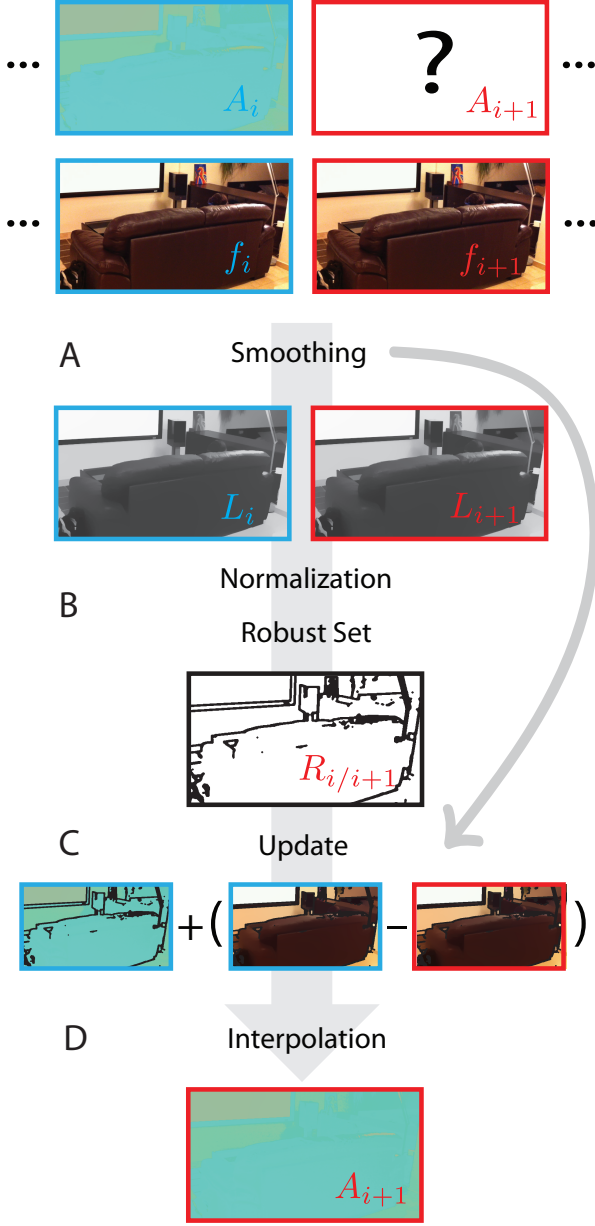 ... A_i ? A_{i+1} ...
... f_i f_{i+1} ...
A Smoothing
L_i L_{i+1}
Normalization
B
Robust Set
R_{i/i+1}
C Update
+ ( − )
D Interpolation
A_{i+1}